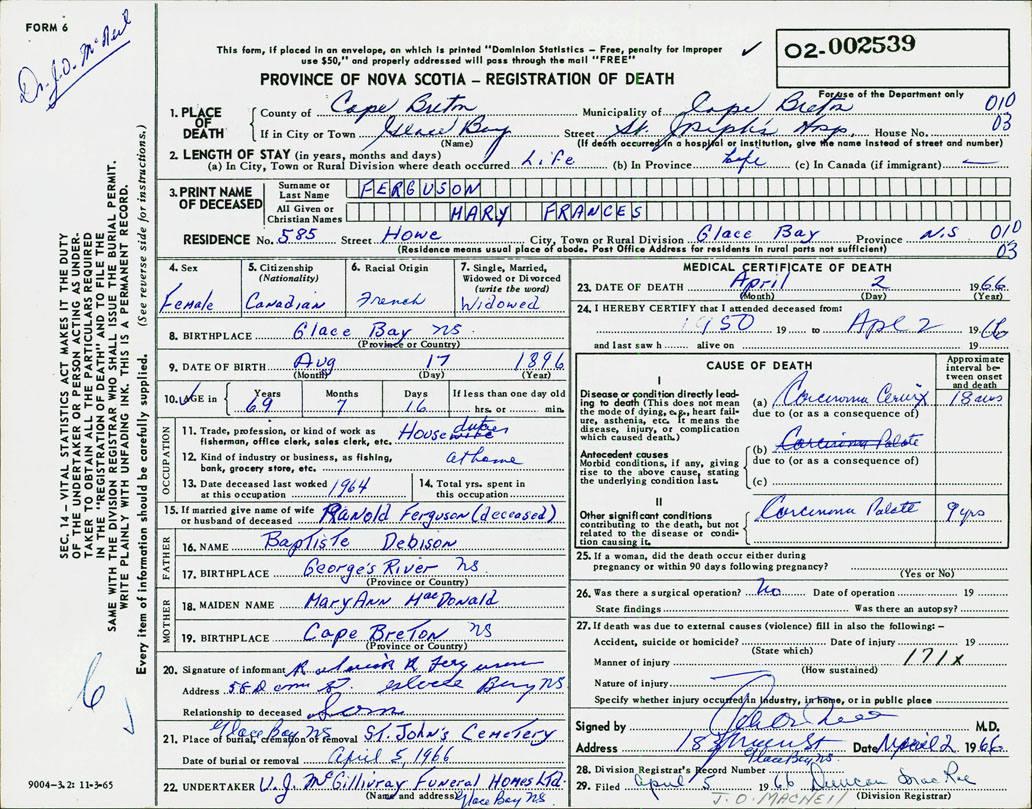 FORM 6
Dr. J.O. McNeil
This form, if placed in an envelope, on which is printed "Dominion Statistics – Free, penalty for improper
use $50," and properly addressed will pass through the mail "FREE"
✓
02-002539
PROVINCE OF NOVA SCOTIA – REGISTRATION OF DEATH
For use of the Department only
1. PLACE OF DEATH
County of Cape Breton Municipality of Cape Breton 010
If in City or Town Glace Bay Street St. Joseph's Hosp. House No. 03
(Name) (If death occurred in a hospital or institution, give the name instead of street and number)
2. LENGTH OF STAY (in years, months and days)
(a) In City, Town or Rural Division where death occurred Life (b) In Province Life (c) In Canada (if immigrant) —
3. PRINT NAME OF DECEASED
Surname or Last Name FERGUSON
All Given or Christian Names MARY FRANCES
RESIDENCE No. 585 Street Howe City, Town or Rural Division Glace Bay Province N.S 010
(Residence means usual place of abode. Post Office Address for residents in rural parts not sufficient) 03
4. Sex Female
5. Citizenship (Nationality) Canadian
6. Racial Origin French
7. Single, Married, Widowed or Divorced (write the word) Widowed
8. BIRTHPLACE Glace Bay NS
(Province or Country)
9. DATE OF BIRTH Aug 17 1896
(Month) (Day) (Year)
10. AGE in Years 69 Months 7 Days 16 If less than one day old hrs. or min.
OCCUPATION
11. Trade, profession, or kind of work as
fisherman, office clerk, sales clerk, etc. House duties
12. Kind of industry or business, as fishing,
bank, grocery store, etc. at home
13. Date deceased last worked
at this occupation 1964
14. Total yrs. spent in
this occupation
15. If married give name of wife
or husband of deceased Ranold Ferguson (deceased)
FATHER
16. NAME Baptiste Debison
17. BIRTHPLACE George's River NS.
(Province or Country)
MOTHER
18. MAIDEN NAME Mary Ann MacDonald
19. BIRTHPLACE Cape Breton NS
(Province or Country)
20. Signature of informant Ferguson
Address Glace Bay NS
Relationship to deceased Son
Glace Bay NS
21. Place of burial, cremation or removal St. John's Cemetery
Date of burial or removal April 5, 1966
22. UNDERTAKER V.J. McGillivray Funeral Homes Ltd.
(Name and address) Glace Bay N.S.
MEDICAL CERTIFICATE OF DEATH
23. DATE OF DEATH April 2 1966
(Month) (Day) (Year)
24. I HEREBY CERTIFY that I attended deceased from:
1950 19 to Apl 2 1966
and last saw h alive on 19
CAUSE OF DEATH
Approximate interval between onset and death
I
Disease or condition directly leading to death (This does not mean
the mode of dying, e.g., heart failure, asthenia, etc. It means the
disease, injury, or complication
which caused death.)
(a) Carcinoma Cervix
due to (or as a consequence of)
Antecedent causes
Morbid conditions, if any, giving
rise to the above cause, stating
the underlying condition last.
(b) Carcinoma Palate
due to (or as a consequence of)
(c)
II
Other significant conditions
contributing to the death, but not
related to the disease or condition causing it.
Carcinoma Palate 9 yrs
25. If a woman, did the death occur either during
pregnancy or within 90 days following pregnancy?
(Yes or No)
26. Was there a surgical operation? No Date of operation 19
State findings Was there an autopsy?
27. If death was due to external causes (violence) fill in also the following: –
Accident, suicide or homicide? Date of injury 19
(State which)
Manner of injury 171x
(How sustained)
Nature of injury
Specify whether injury occurred in industry, in home, or in public place
Signed by M.D.
Address Glace Bay NS. Date April 2 1966
28. Division Registrar's Record Number
29. Filed April 5 1966 Duncan MacRae
(Division Registrar)
J. O. MACNEIL
SEC. 14 – VITAL STATISTICS ACT MAKES IT THE DUTY
OF THE UNDERTAKER OR PERSON ACTING AS UNDERTAKER TO OBTAIN ALL THE PARTICULARS REQUIRED
IN THE "REGISTRATION OF DEATH" AND TO FILE THE
SAME WITH THE DIVISION REGISTRAR WHO SHALL ISSUE THE BURIAL PERMIT.
WRITE PLAINLY WITH UNFADING INK. THIS IS A PERMANENT RECORD.
Every item of information should be carefully supplied. (See reverse side for instructions.)
9004-3.2: 11-3-65